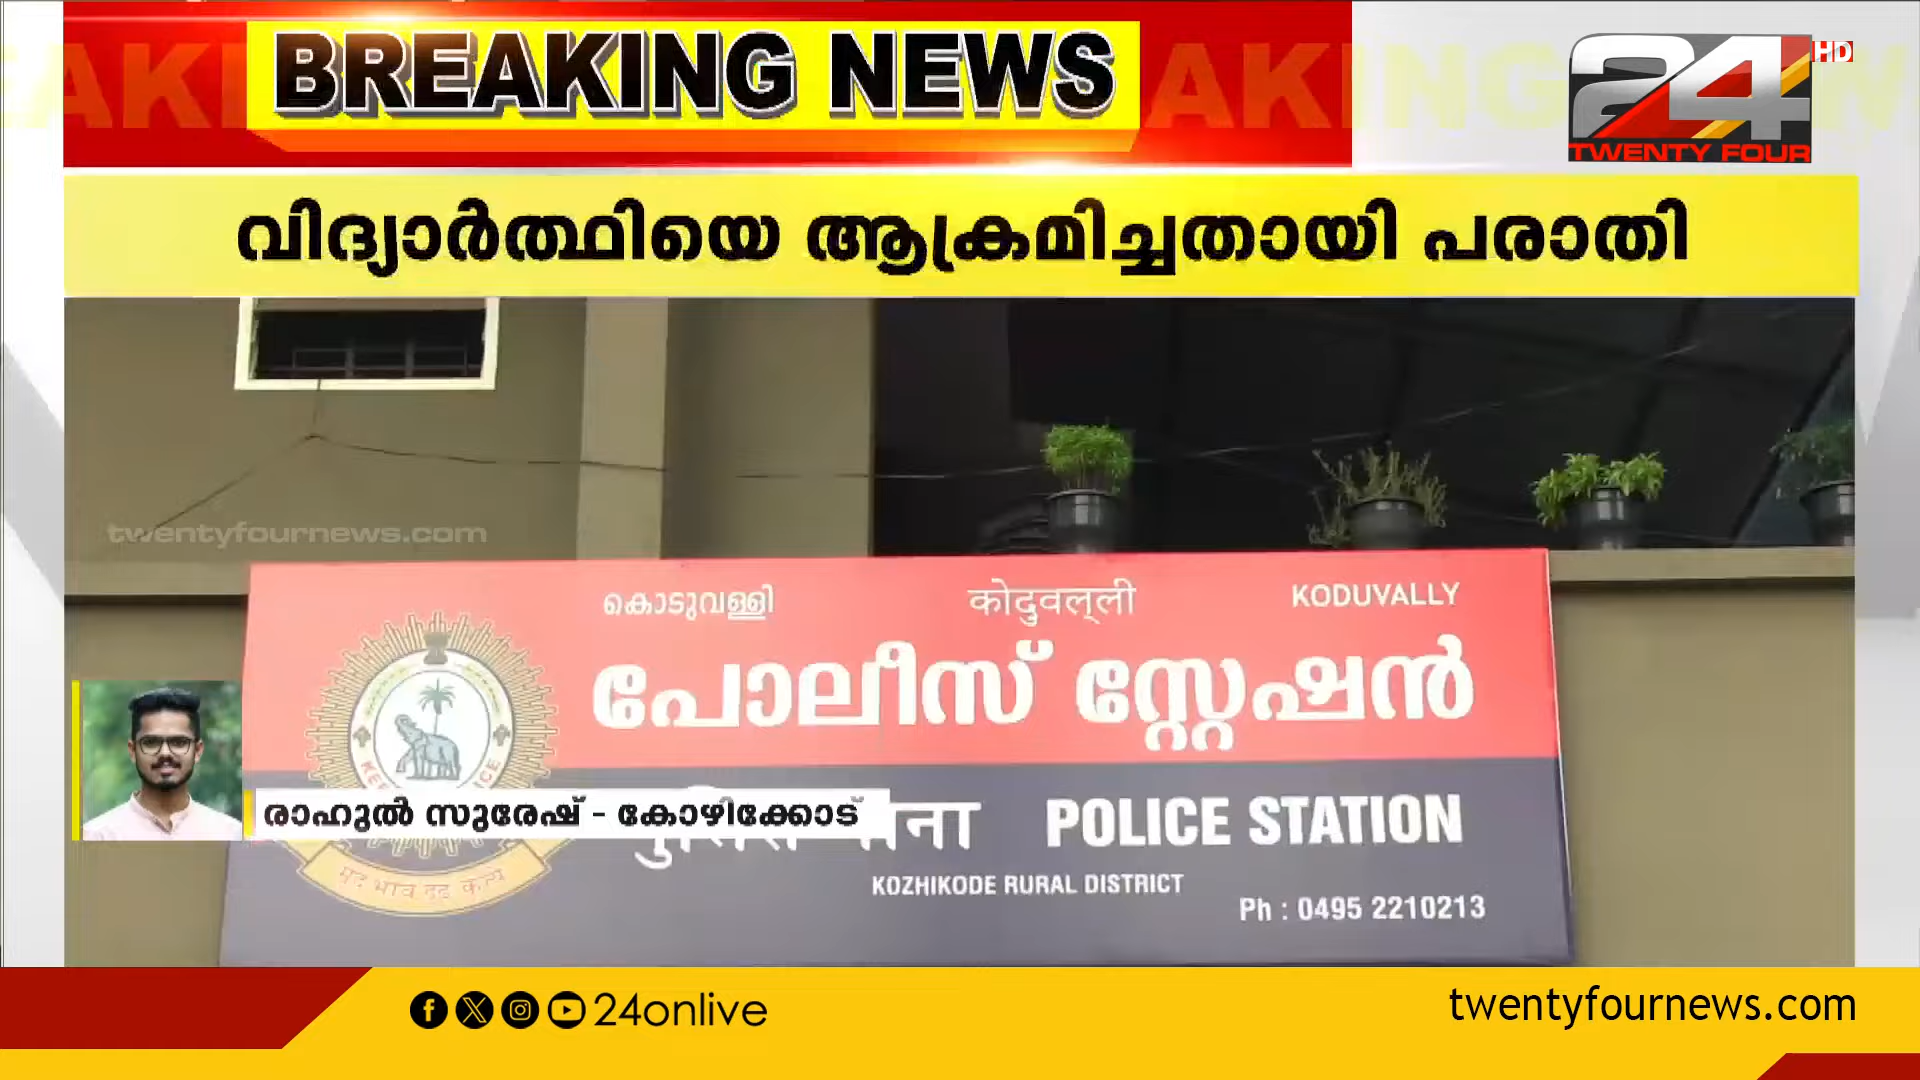 BREAKING NEWS
24 HD
TWENTY FOUR
വിദ്യാർത്ഥിയെ ആക്രമിച്ചതായി പരാതി
twentyfournews.com
കൊടുവള്ളി कोदुवल्ली KODUVALLY
പോലീസ് സ്റ്റേഷൻ
രാഹുൽ സുരേഷ് - കോഴിക്കോട്
POLICE STATION
KOZHIKODE RURAL DISTRICT
Ph : 0495 2210213
24onlive
twentyfournews.com